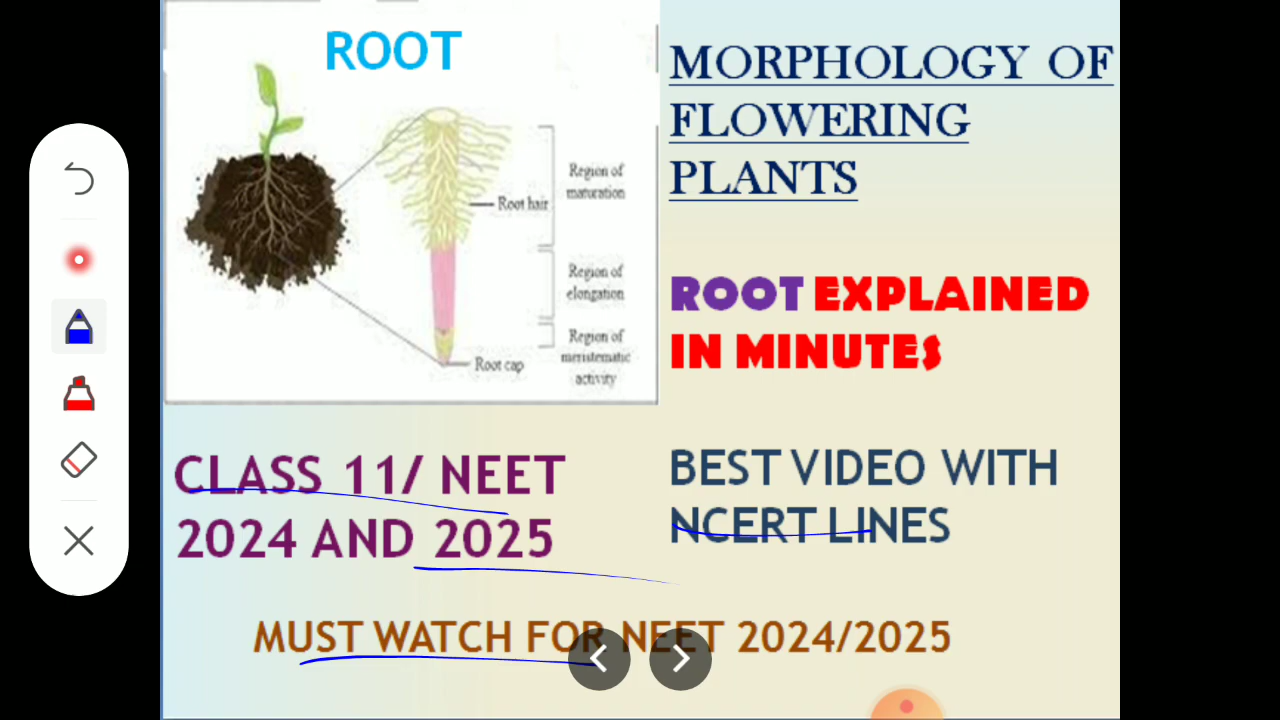 ROOT
Region of
maturation
Root hair
Region of
elongation
Region of
meristematic
activity
Root cap
MORPHOLOGY OF
FLOWERING
PLANTS
ROOT EXPLAINED
IN MINUTES
CLASS 11/ NEET
2024 AND 2025
BEST VIDEO WITH
NCERT LINES
MUST WATCH FOR NEET 2024/2025